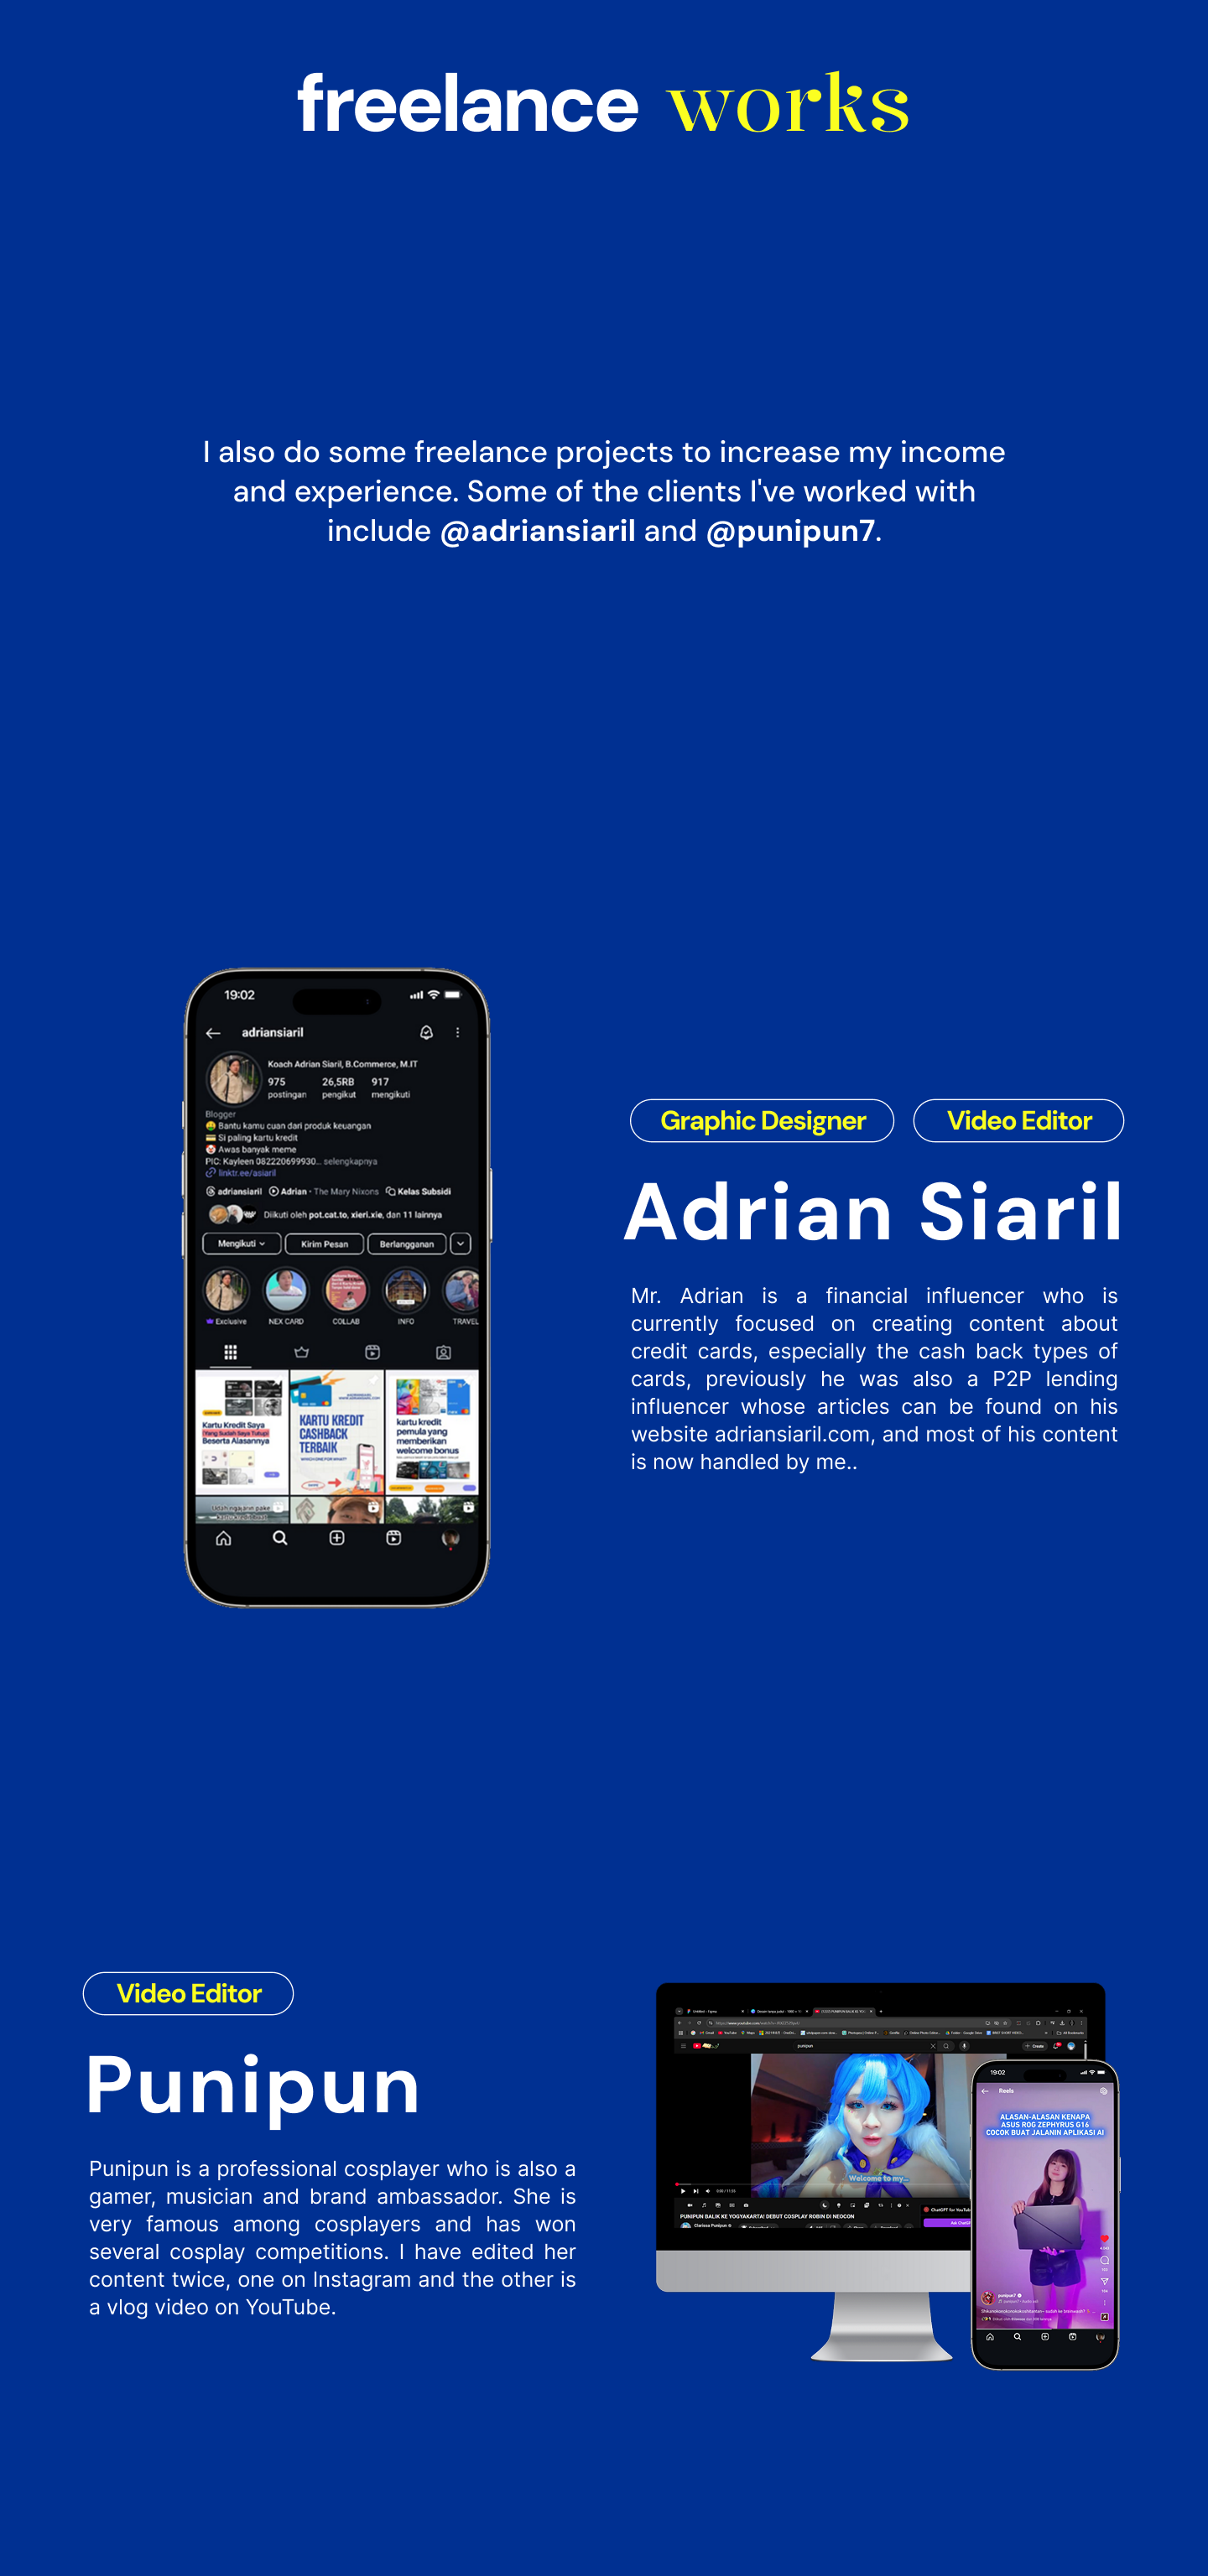 freelance works
I also do some freelance projects to increase my income
and experience. Some of the clients I've worked with
include @adriansiaril and @punipun7.
19:02
adriansiaril
Koach Adrian Siaril, B.Commerce, M.IT
975 26,5RB 917
postingan pengikut mengikuti
Blogger
Bantu kamu cuan dari produk keuangan
Si paling kartu kredit
Awas banyak meme
PIC: Kayleen 082220699930... selengkapnya
linktr.ee/asiaril
adriansiaril Adrian · The Mary Nixons Kelas Subsidi
Diikuti oleh pot.cat.to, xieri.xie, dan 11 lainnya
Mengikuti Kirim Pesan Berlangganan
Exclusive NEX CARD COLLAB INFO TRAVEL
Kartu Kredit Saya
Yang Sudah Saya Tutup
Beserta Alasannya
KARTU KREDIT
CASHBACK
TERBAIK
WHICH ONE FOR WHAT?
kartu kredit
pemula yang
memberikan
welcome bonus
Graphic Designer Video Editor
Adrian Siaril
Mr. Adrian is a financial influencer who is
currently focused on creating content about
credit cards, especially the cash back types of
cards, previously he was also a P2P lending
influencer whose articles can be found on his
website adriansiaril.com, and most of his content
is now handled by me..
Video Editor
Punipun
Punipun is a professional cosplayer who is also a
gamer, musician and brand ambassador. She is
very famous among cosplayers and has won
several cosplay competitions. I have edited her
content twice, one on Instagram and the other is
a vlog video on YouTube.
punipun
Create
Welcome to my...
PUNIPUN BALIK KE YOGYAKARTA! DEBUT COSPLAY ROBIN DI NEOCON
Clarissa Punipun
ChatGPT for YouTub
19:02
Reels
ALASAN-ALASAN KENAPA
ASUS ROG ZEPHYRUS G16
COCOK BUAT JALANIN APLIKASI AI
punipun7